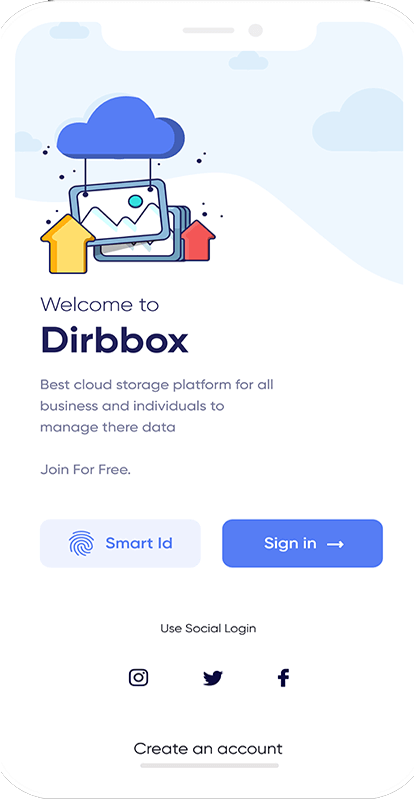 Welcome to
Dirbbox
Best cloud storage platform for all
business and individuals to
manage there data
Join For Free.
Smart Id
Sign in →
Use Social Login
Create an account